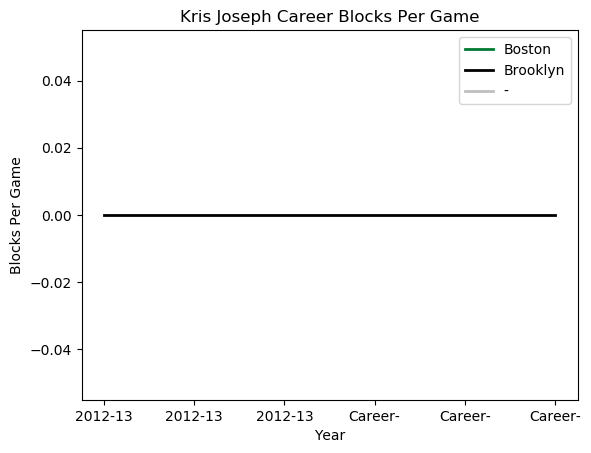 Kris Joseph Career Blocks Per Game
Boston
Brooklyn
-
Blocks Per Game
0.04
0.02
0.00
−0.02
−0.04
2012-13 2012-13 2012-13 Career- Career- Career-
Year